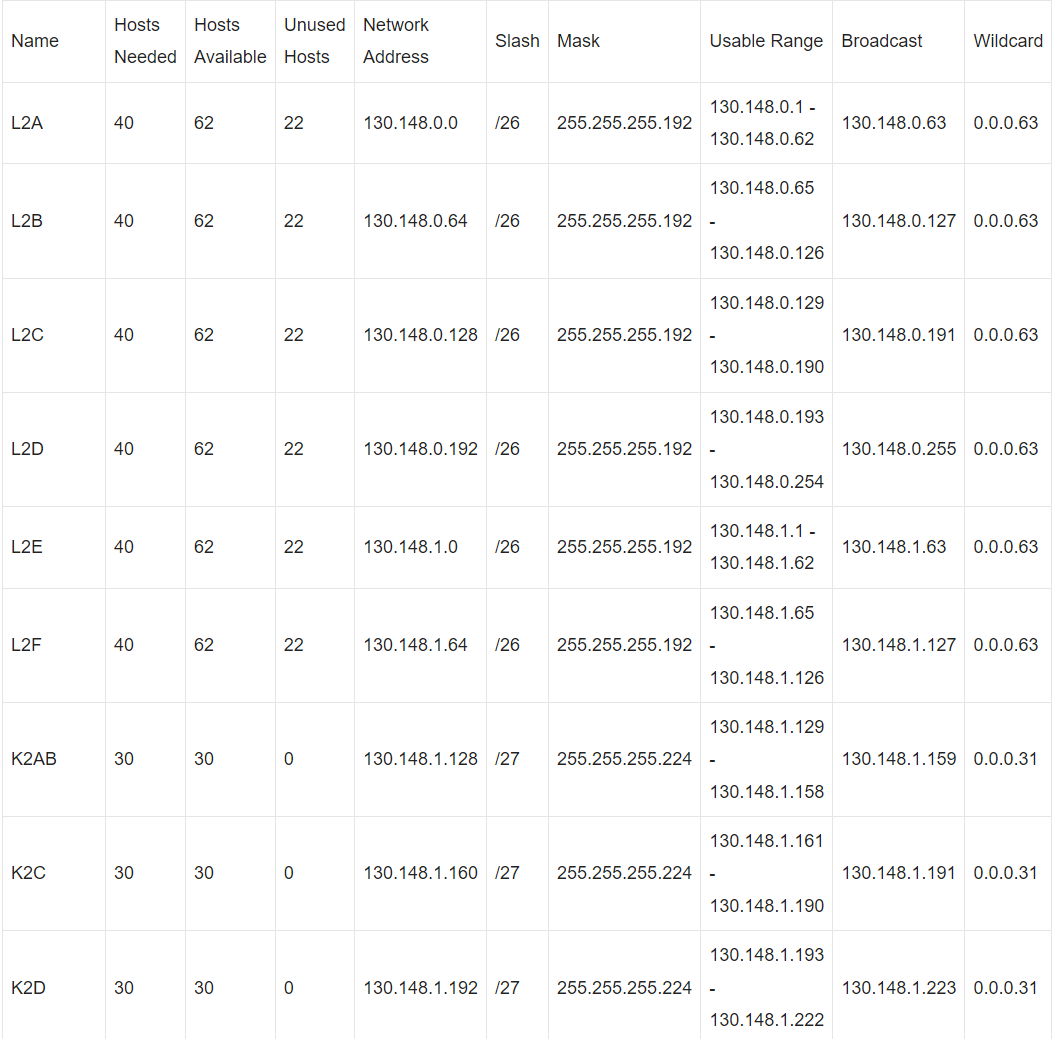 Name | Hosts Needed | Hosts Available | Unused Hosts | Network Address | Slash | Mask | Usable Range | Broadcast | Wildcard
L2A | 40 | 62 | 22 | 130.148.0.0 | /26 | 255.255.255.192 | 130.148.0.1 - 130.148.0.62 | 130.148.0.63 | 0.0.0.63
L2B | 40 | 62 | 22 | 130.148.0.64 | /26 | 255.255.255.192 | 130.148.0.65 - 130.148.0.126 | 130.148.0.127 | 0.0.0.63
L2C | 40 | 62 | 22 | 130.148.0.128 | /26 | 255.255.255.192 | 130.148.0.129 - 130.148.0.190 | 130.148.0.191 | 0.0.0.63
L2D | 40 | 62 | 22 | 130.148.0.192 | /26 | 255.255.255.192 | 130.148.0.193 - 130.148.0.254 | 130.148.0.255 | 0.0.0.63
L2E | 40 | 62 | 22 | 130.148.1.0 | /26 | 255.255.255.192 | 130.148.1.1 - 130.148.1.62 | 130.148.1.63 | 0.0.0.63
L2F | 40 | 62 | 22 | 130.148.1.64 | /26 | 255.255.255.192 | 130.148.1.65 - 130.148.1.126 | 130.148.1.127 | 0.0.0.63
K2AB | 30 | 30 | 0 | 130.148.1.128 | /27 | 255.255.255.224 | 130.148.1.129 - 130.148.1.158 | 130.148.1.159 | 0.0.0.31
K2C | 30 | 30 | 0 | 130.148.1.160 | /27 | 255.255.255.224 | 130.148.1.161 - 130.148.1.190 | 130.148.1.191 | 0.0.0.31
K2D | 30 | 30 | 0 | 130.148.1.192 | /27 | 255.255.255.224 | 130.148.1.193 - 130.148.1.222 | 130.148.1.223 | 0.0.0.31